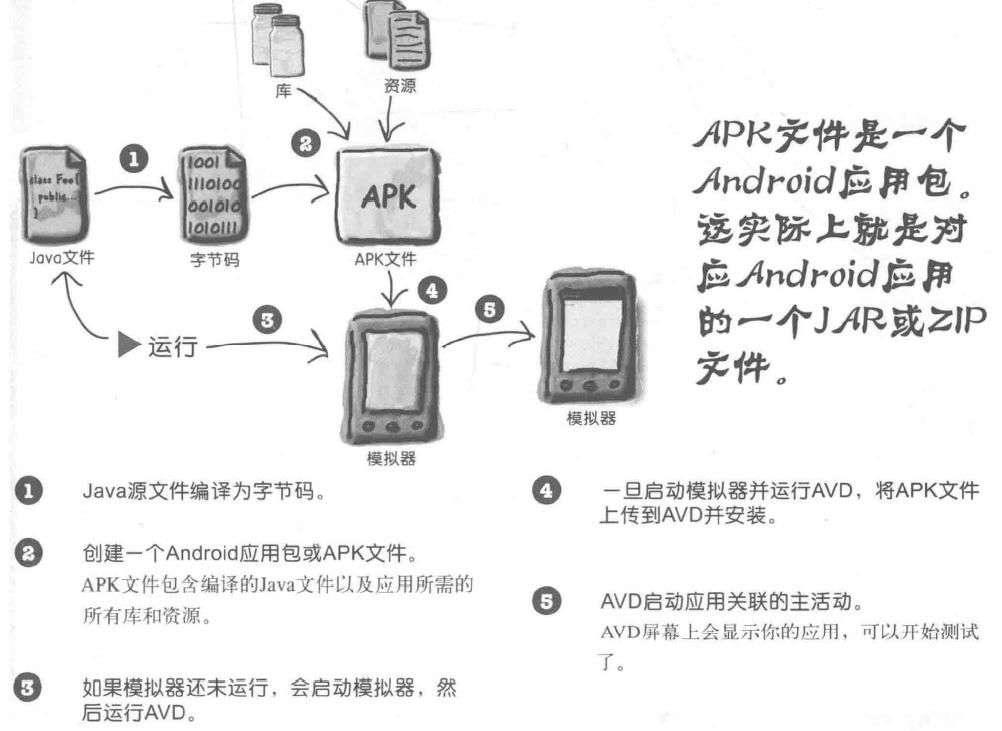 库
资源
1
2
class Foo{
public...
}
1001
1110100
001010
1010111
APK
Java文件
字节码
APK文件
4
3
5
运行
模拟器
模拟器
APK文件是一个
Android应用包。
这实际上就是对
应Android应用
的一个JAR或ZIP
文件。
1 Java源文件编译为字节码。
2 创建一个Android应用包或APK文件。
APK文件包含编译的Java文件以及应用所需的
所有库和资源。
3 如果模拟器还未运行，会启动模拟器，然
后运行AVD。
4 一旦启动模拟器并运行AVD，将APK文件
上传到AVD并安装。
5 AVD启动应用关联的主活动。
AVD屏幕上会显示你的应用，可以开始测试
了。